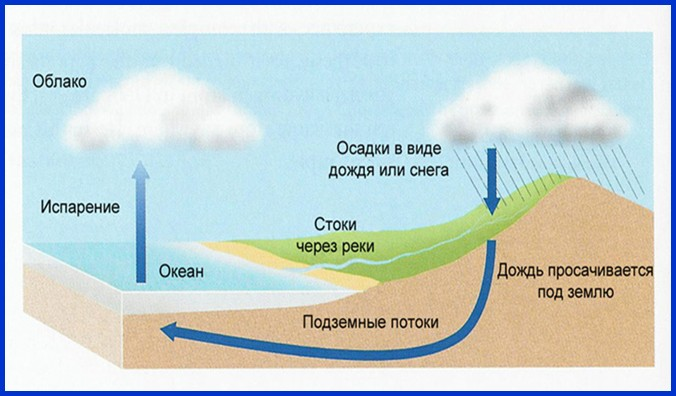 Облако
Осадки в виде
дождя или снега
Испарение
Стоки
через реки
Океан
Дождь просачивается
под землю
Подземные потоки